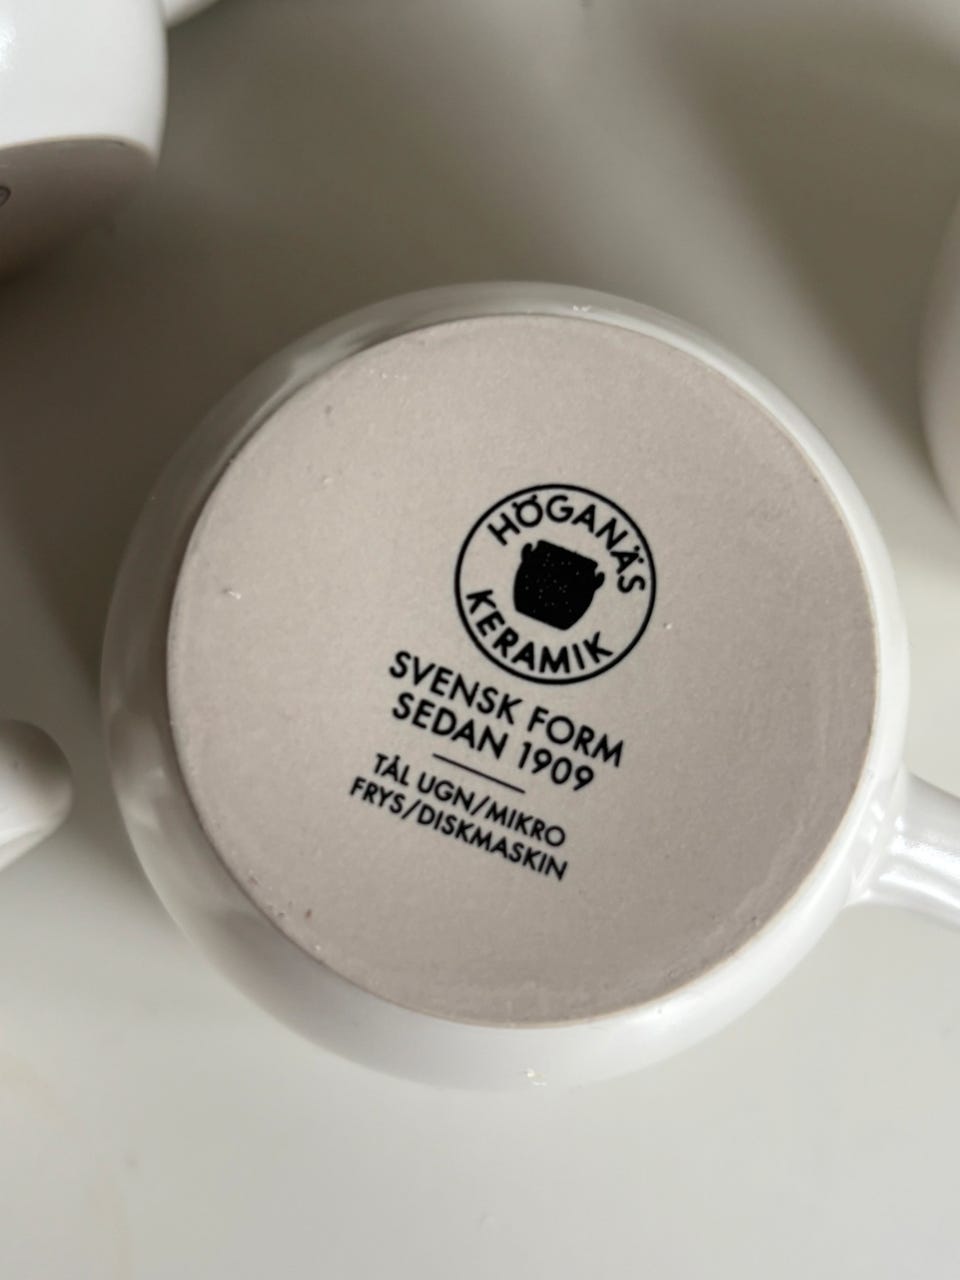 HÖGANÄS
KERAMIK
SVENSK FORM
SEDAN 1909
TÅL UGN/MIKRO
FRYS/DISKMASKIN